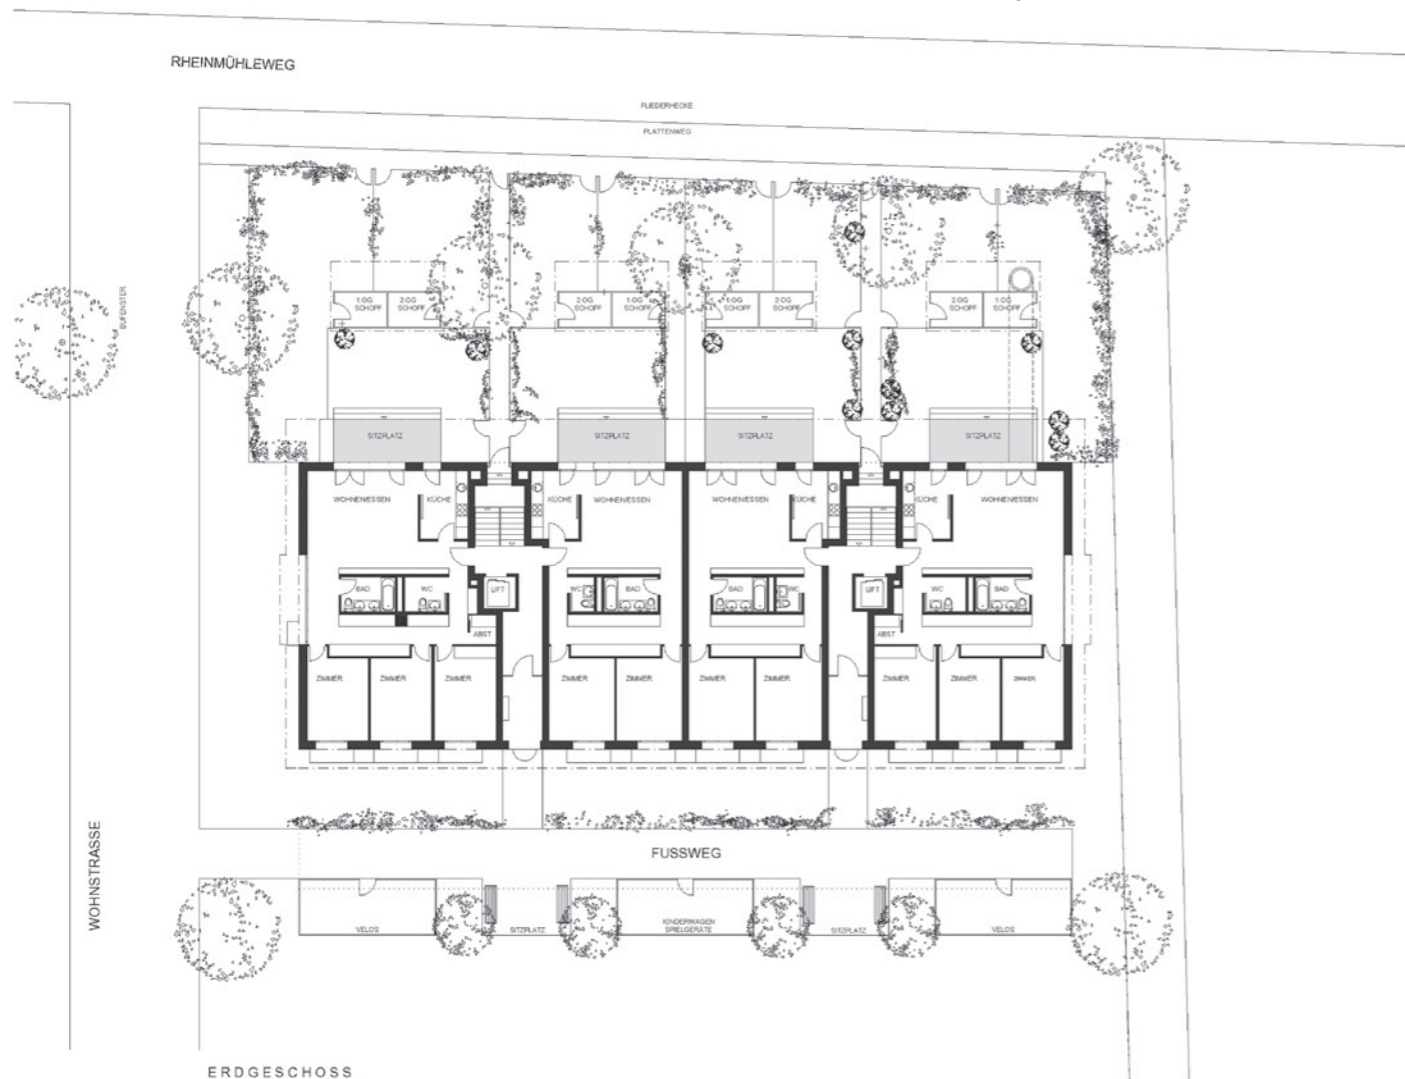 RHEINMÜHLEWEG
FLIEDERHECKE
PLATTENWEG
1.OG SCHOPF
2.OG SCHOPF
2.OG SCHOPF
1.OG SCHOPF
1.OG SCHOPF
2.OG SCHOPF
2.OG SCHOPF
1.OG SCHOPF
SITZPLATZ
SITZPLATZ
SITZPLATZ
SITZPLATZ
WOHNEN/ESSEN
KÜCHE
KÜCHE
WOHNEN/ESSEN
WOHNEN/ESSEN
KÜCHE
KÜCHE
WOHNEN/ESSEN
BAD
WC
LIFT
WC
BAD
BAD
WC
LIFT
WC
BAD
ABST
ABST
ZIMMER
ZIMMER
ZIMMER
ZIMMER
ZIMMER
ZIMMER
ZIMMER
ZIMMER
ZIMMER
ZIMMER
WOHNSTRASSE
FUSSWEG
VELOS
SITZPLATZ
KINDERWAGEN
SPIELGERÄTE
SITZPLATZ
VELOS
ERDGESCHOSS